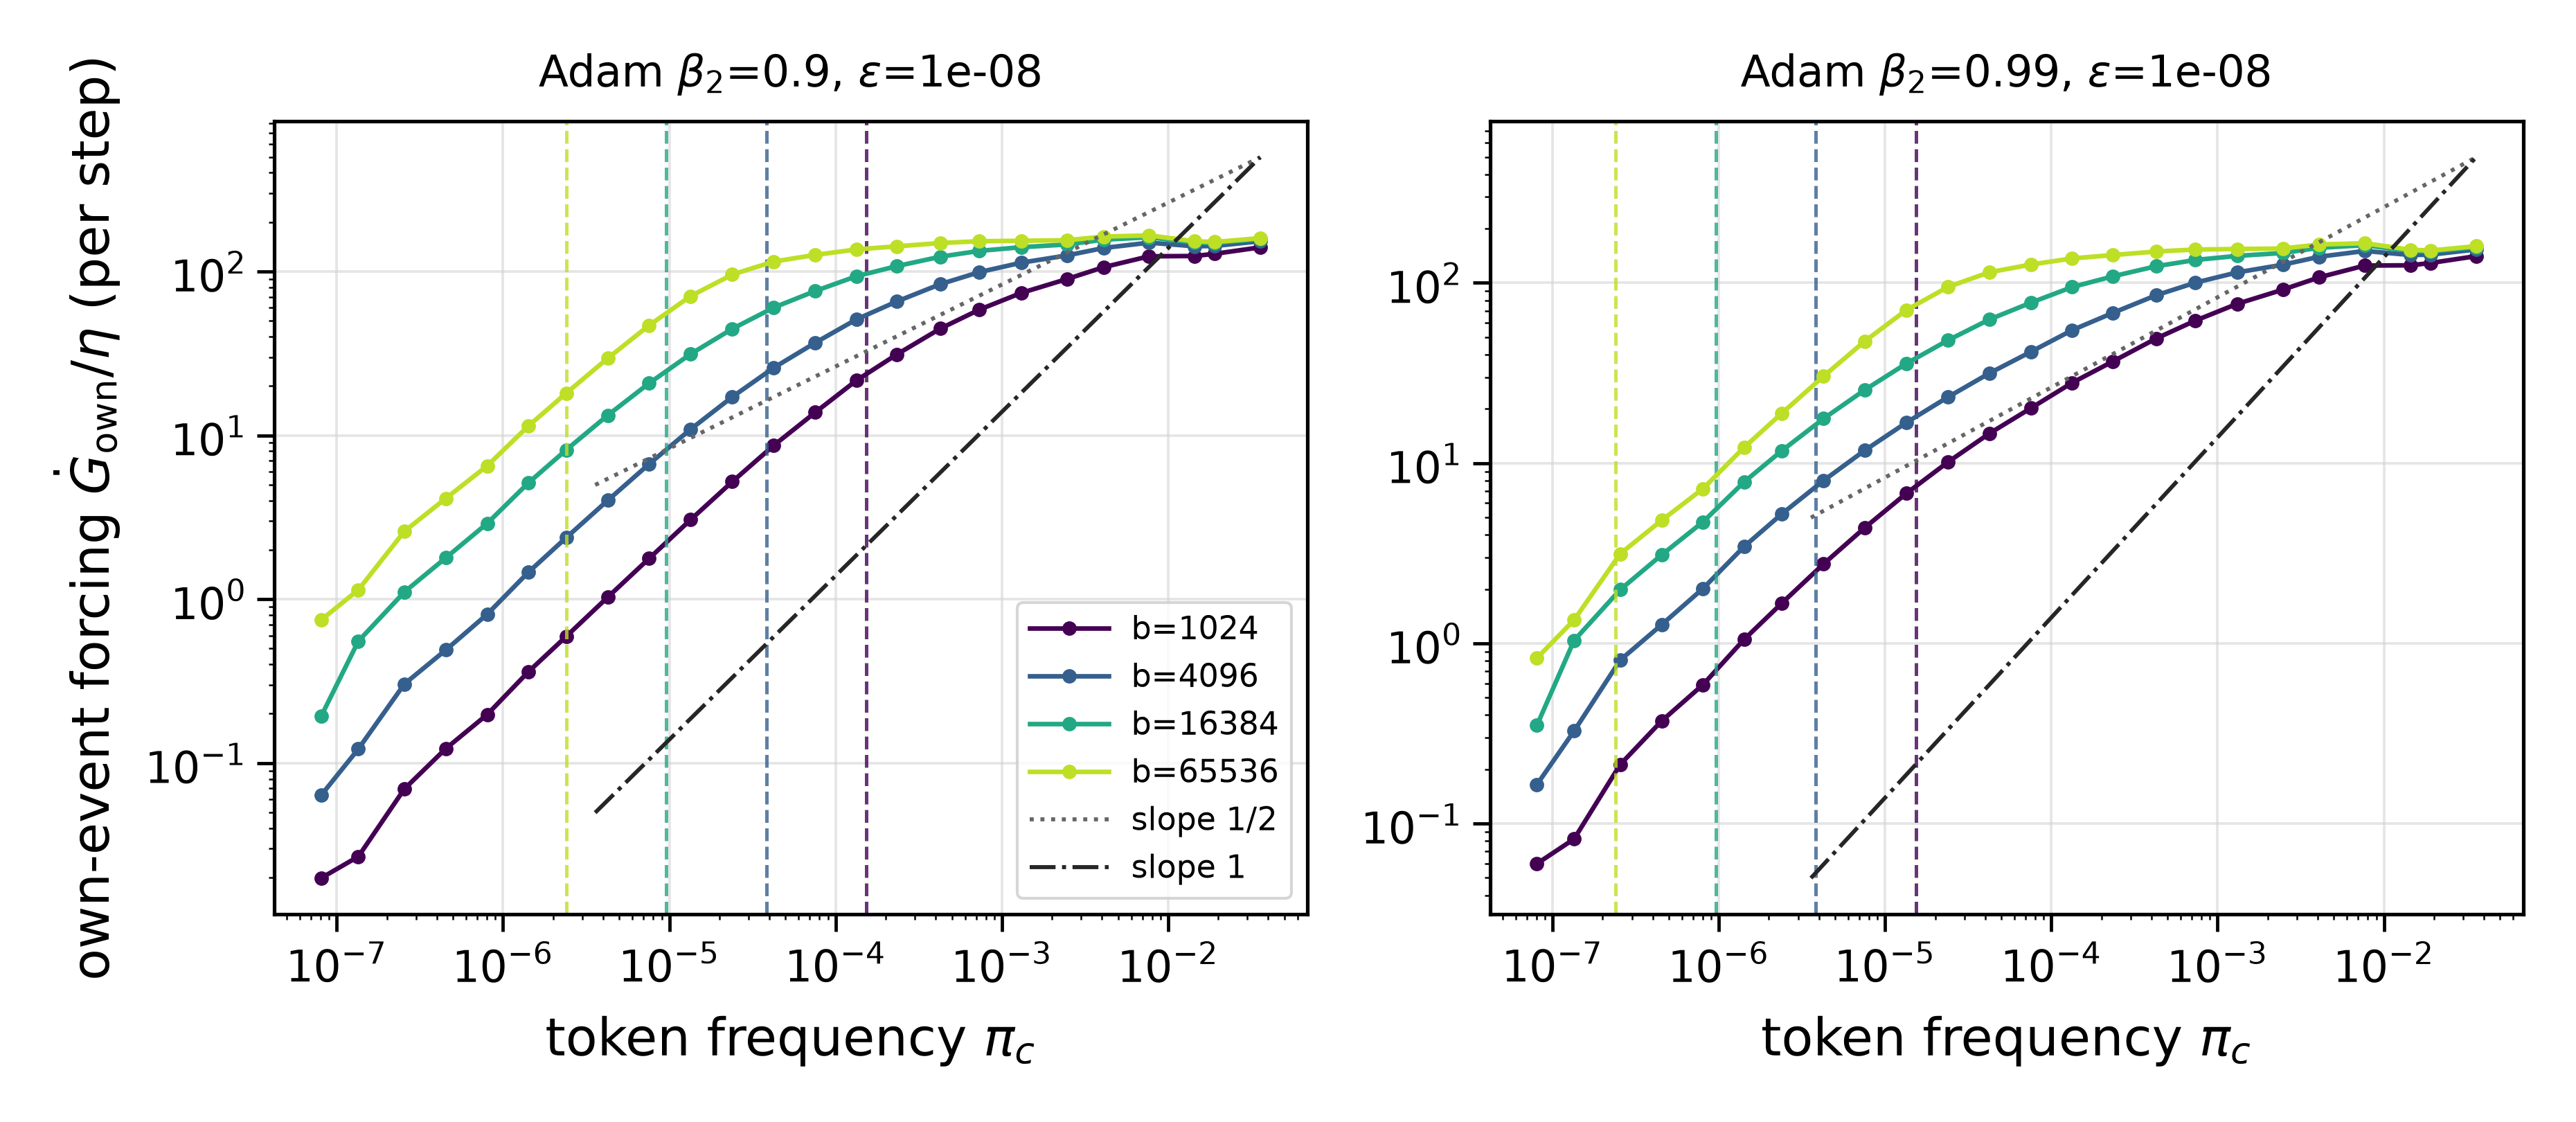 Adam β₂=0.9, ε=1e-08
own-event forcing Ġ_own/η (per step)
10²
10¹
10⁰
10⁻¹
b=1024
b=4096
b=16384
b=65536
slope 1/2
slope 1
10⁻⁷ 10⁻⁶ 10⁻⁵ 10⁻⁴ 10⁻³ 10⁻²
token frequency π_c
Adam β₂=0.99, ε=1e-08
10²
10¹
10⁰
10⁻¹
10⁻⁷ 10⁻⁶ 10⁻⁵ 10⁻⁴ 10⁻³ 10⁻²
token frequency π_c